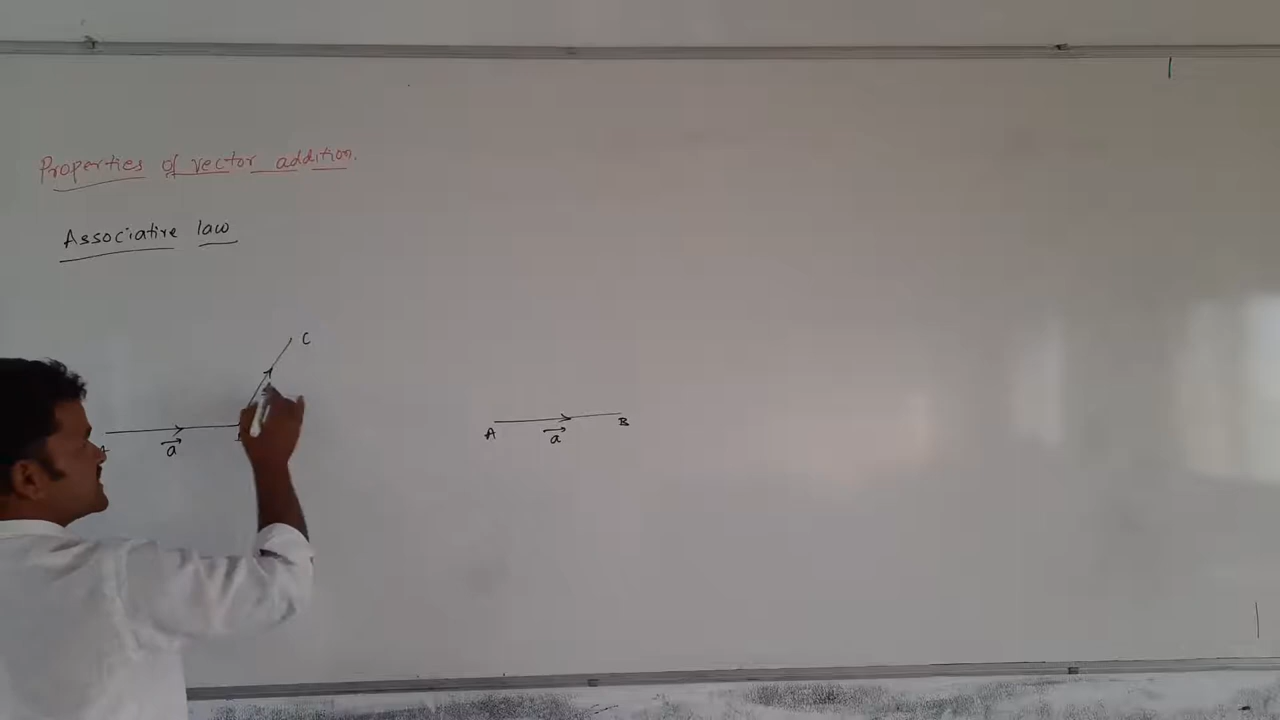 Properties of vector addition.
Associative law
C
A a⃗
A a⃗ B